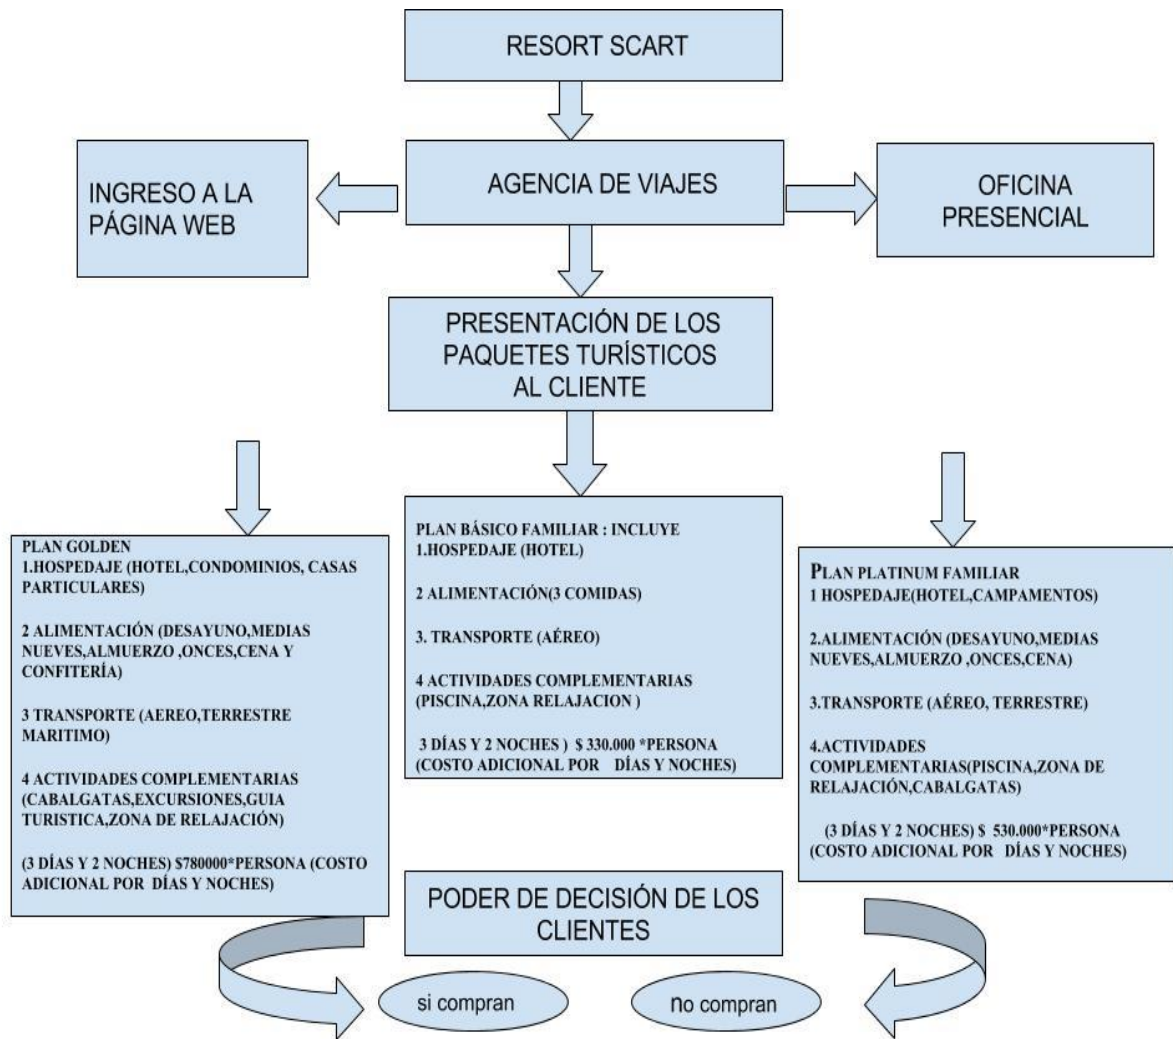 RESORT SCART
INGRESO A LA
PÁGINA WEB
AGENCIA DE VIAJES
OFICINA
PRESENCIAL
PRESENTACIÓN DE LOS
PAQUETES TURÍSTICOS
AL CLIENTE
PLAN GOLDEN
1.HOSPEDAJE (HOTEL,CONDOMINIOS, CASAS
PARTICULARES)
2 ALIMENTACIÓN (DESAYUNO,MEDIAS
NUEVES,ALMUERZO ,ONCES,CENA Y
CONFITERÍA)
3 TRANSPORTE (AEREO,TERRESTRE
MARITIMO)
4 ACTIVIDADES COMPLEMENTARIAS
(CABALGATAS,EXCURSIONES,GUIA
TURISTICA,ZONA DE RELAJACIÓN)
(3 DÍAS Y 2 NOCHES) $780000*PERSONA (COSTO
ADICIONAL POR DÍAS Y NOCHES)
PLAN BÁSICO FAMILIAR : INCLUYE
1.HOSPEDAJE (HOTEL)
2 ALIMENTACIÓN(3 COMIDAS)
3. TRANSPORTE (AÉREO)
4 ACTIVIDADES COMPLEMENTARIAS
(PISCINA,ZONA RELAJACION )
3 DÍAS Y 2 NOCHES ) $ 330.000 *PERSONA
(COSTO ADICIONAL POR DÍAS Y NOCHES)
PLAN PLATINUM FAMILIAR
1 HOSPEDAJE(HOTEL,CAMPAMENTOS)
2.ALIMENTACIÓN (DESAYUNO,MEDIAS
NUEVES,ALMUERZO ,ONCES,CENA)
3.TRANSPORTE (AÉREO, TERRESTRE)
4.ACTIVIDADES
COMPLEMENTARIAS(PISCINA,ZONA DE
RELAJACIÓN,CABALGATAS)
(3 DÍAS Y 2 NOCHES) $ 530.000*PERSONA
(COSTO ADICIONAL POR DÍAS Y NOCHES)
PODER DE DECISIÓN DE LOS
CLIENTES
si compran
no compran